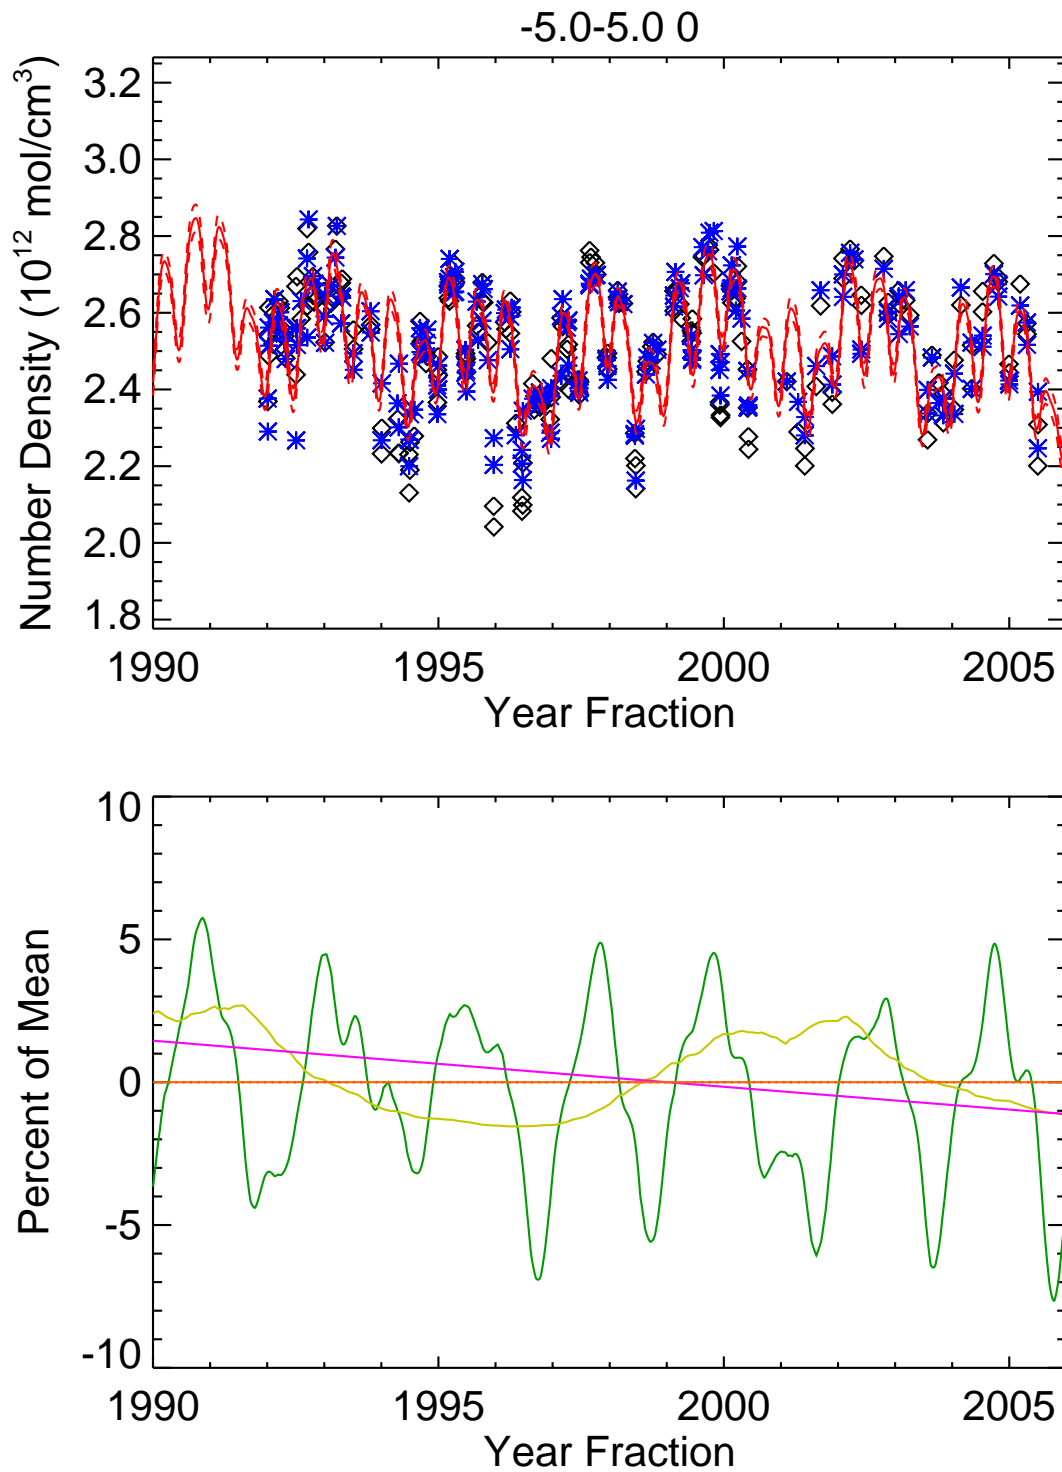 -5.0-5.0 0
Number Density (10¹² mol/cm³)
3.2
3.0
2.8
2.6
2.4
2.2
2.0
1.8
1990 1995 2000 2005
Year Fraction
Percent of Mean
10
5
0
-5
-10
1990 1995 2000 2005
Year Fraction